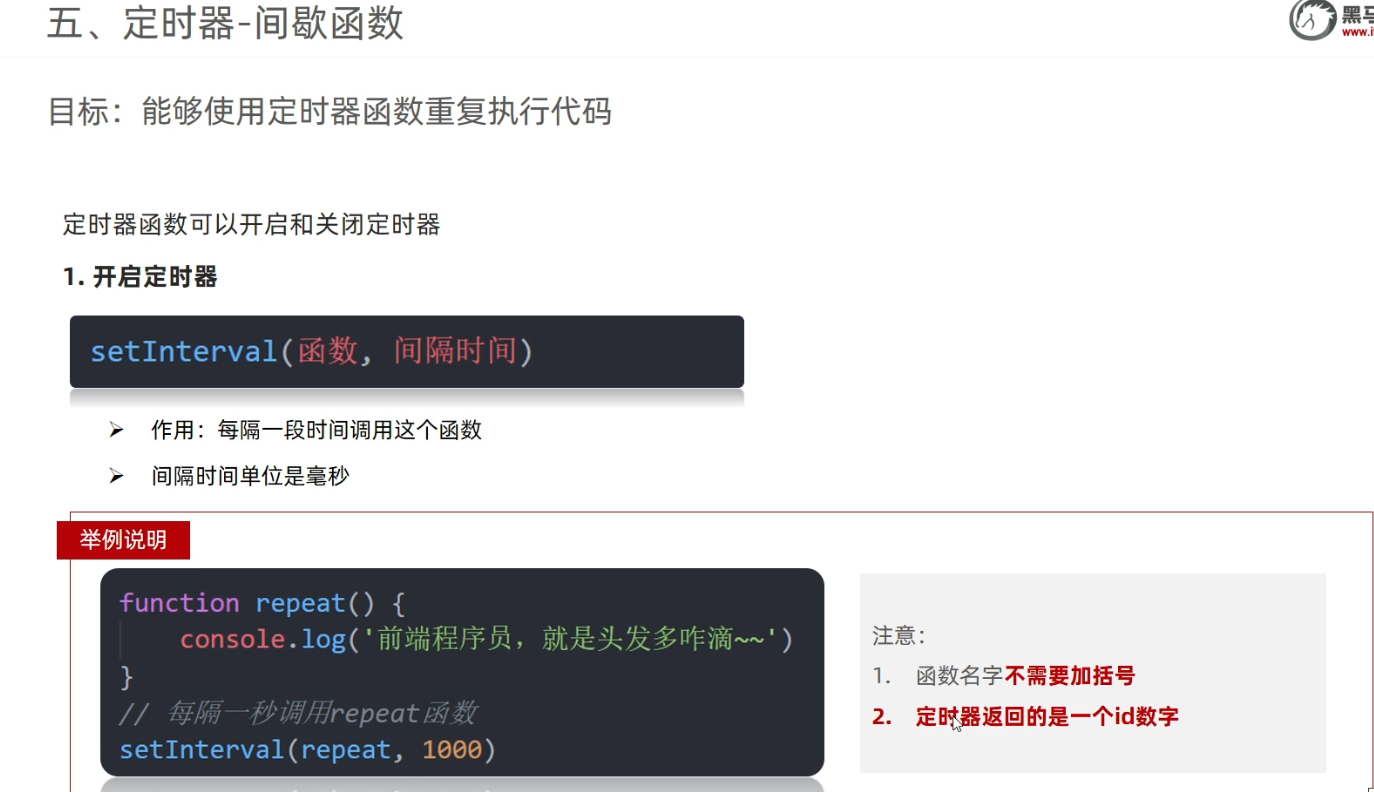 五、定时器-间歇函数
黑马
www.i
目标：能够使用定时器函数重复执行代码
定时器函数可以开启和关闭定时器
1. 开启定时器
setInterval(函数, 间隔时间)
➢ 作用：每隔一段时间调用这个函数
➢ 间隔时间单位是毫秒
举例说明
function repeat() {
console.log('前端程序员，就是头发多咋滴~~')
}
// 每隔一秒调用repeat函数
setInterval(repeat, 1000)
注意：
1. 函数名字不需要加括号
2. 定时器返回的是一个id数字